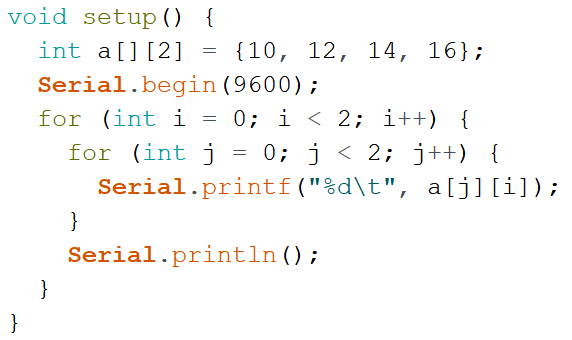 void setup() {
  int a[][2] = {10, 12, 14, 16};
  Serial.begin(9600);
  for (int i = 0; i < 2; i++) {
    for (int j = 0; j < 2; j++) {
      Serial.printf("%d\t", a[j][i]);
    }
    Serial.println();
  }
}